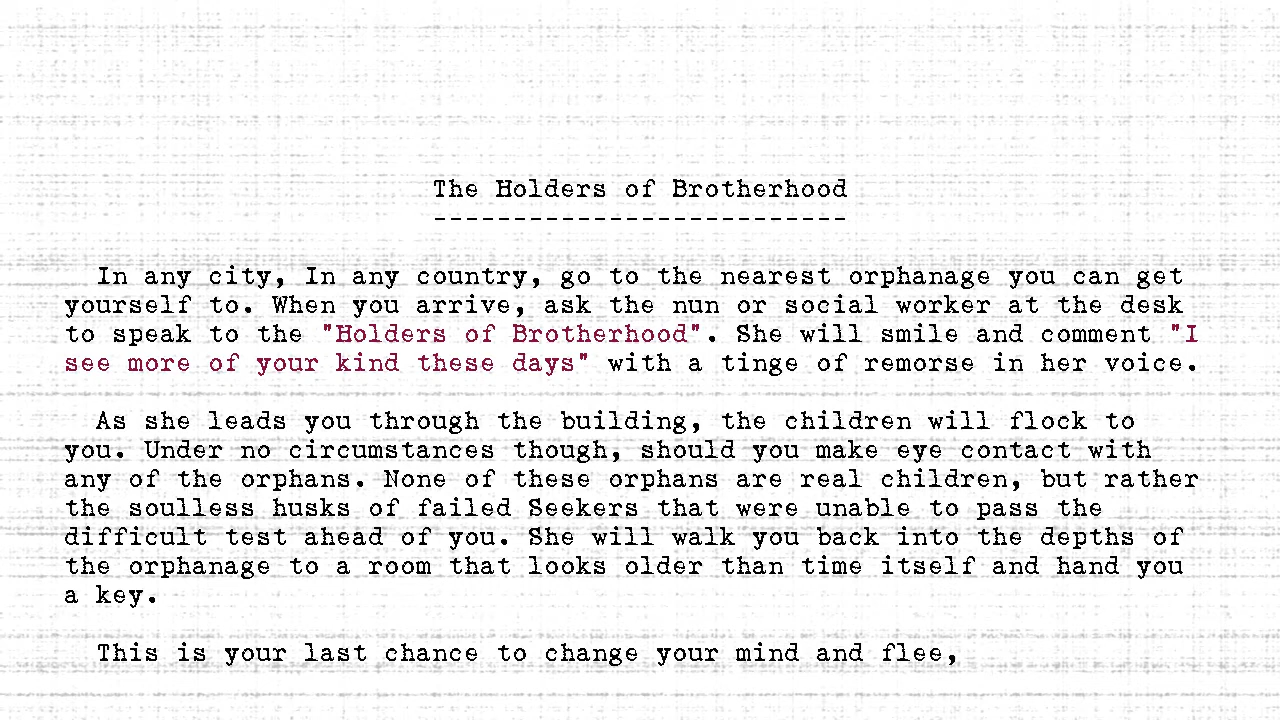 The Holders of Brotherhood
--------------------------
In any city, In any country, go to the nearest orphanage you can get
yourself to. When you arrive, ask the nun or social worker at the desk
to speak to the "Holders of Brotherhood". She will smile and comment "I
see more of your kind these days" with a tinge of remorse in her voice.
As she leads you through the building, the children will flock to
you. Under no circumstances though, should you make eye contact with
any of the orphans. None of these orphans are real children, but rather
the soulless husks of failed Seekers that were unable to pass the
difficult test ahead of you. She will walk you back into the depths of
the orphanage to a room that looks older than time itself and hand you
a key.
This is your last chance to change your mind and flee,